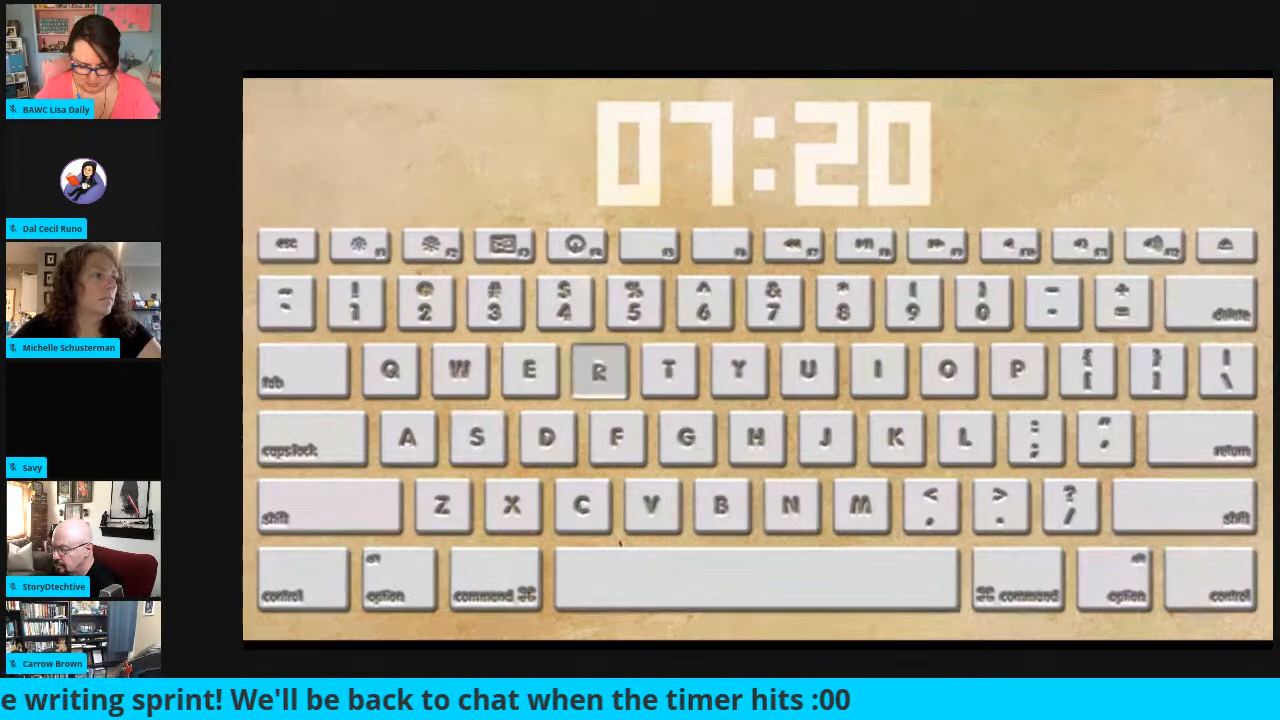 BAWC Lisa Daily
Dal Cecil Runo
Michelle Schusterman
Savy
StoryDtechtive
Carrow Brown
07:20
esc
~ ! @ # $ % ^ & * ( ) - +
` 1 2 3 4 5 6 7 8 9 0 - = delete
tab Q W E R T Y U I O P { [ } ] | \
caps lock A S D F G H J K L : ; " ' return
shift Z X C V B N M < , > . ? / shift
control alt option command ⌘ ⌘ command alt option control
e writing sprint! We'll be back to chat when the timer hits :00